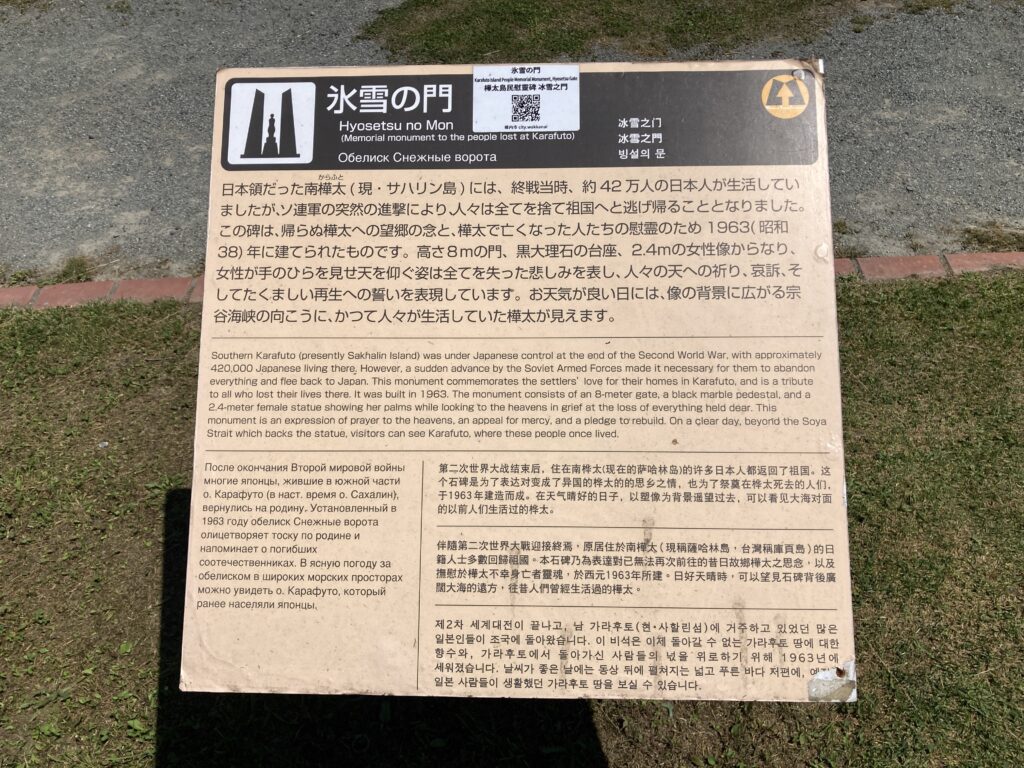 氷雪の門
Hyosetsu no Mon
(Memorial monument to the people lost at Karafuto)
Обелиск Снежные ворота
氷雪の門
Karafuto Island People Memorial Monument, Hyosetsu Gate
樺太島民慰霊碑 冰雪之門
稚内市 city.wakkanai
冰雪之门
冰雪之門
빙설의 문
からふと
日本領だった南樺太(現・サハリン島)には、終戦当時、約42万人の日本人が生活してい
ましたが、ソ連軍の突然の進撃により、人々は全てを捨て祖国へと逃げ帰ることとなりました。
この碑は、帰らぬ樺太への望郷の念と、樺太で亡くなった人たちの慰霊のため1963(昭和
38)年に建てられたものです。高さ8mの門、黒大理石の台座、2.4mの女性像からなり、
女性が手のひらを見せ天を仰ぐ姿は全てを失った悲しみを表し、人々の天への祈り、哀訴、そ
してたくましい再生への誓いを表現しています。お天気が良い日には、像の背景に広がる宗
谷海峡の向こうに、かつて人々が生活していた樺太が見えます。
Southern Karafuto (presently Sakhalin Island) was under Japanese control at the end of the Second World War, with approximately
420,000 Japanese living there. However, a sudden advance by the Soviet Armed Forces made it necessary for them to abandon
everything and flee back to Japan. This monument commemorates the settlers' love for their homes in Karafuto, and is a tribute
to all who lost their lives there. It was built in 1963. The monument consists of an 8-meter gate, a black marble pedestal, and a
2.4-meter female statue showing her palms while looking to the heavens in grief at the loss of everything held dear. This
monument is an expression of prayer to the heavens, an appeal for mercy, and a pledge to rebuild. On a clear day, beyond the Soya
Strait which backs the statue, visitors can see Karafuto, where these people once lived.
После окончания Второй мировой войны
многие японцы, жившие в южной части
о. Карафуто (в наст. время о. Сахалин),
вернулись на родину. Установленный в
1963 году обелиск Снежные ворота
олицетворяет тоску по родине и
напоминает о погибших
соотечественниках. В ясную погоду за
обелиском в широких морских просторах
можно увидеть о. Карафуто, который
ранее населяли японцы.
第二次世界大战结束后，住在南桦太(现在的萨哈林岛)的许多日本人都返回了祖国。这
个石碑是为了表达对变成了异国的桦太的的思乡之情，也为了祭奠在桦太死去的人们，
于1963年建造而成。在天气晴好的日子，以塑像为背景遥望过去，可以看见大海对面
的以前人们生活过的桦太。
伴隨第二次世界大戰迎接終焉，原居住於南樺太（現稱薩哈林島，台灣稱庫頁島）的日
籍人士多數回歸祖國。本石碑乃為表達對已無法再次前往的昔日故鄉樺太之思念，以及
撫慰於樺太不幸身亡者靈魂，於西元1963年所建。日好天晴時，可以望見石碑背後廣
闊大海的遠方，往昔人們曾經生活過的樺太。
제2차 세계대전이 끝나고, 남 가라후토(현・사할린섬)에 거주하고 있었던 많은
일본인들이 조국에 돌아왔습니다. 이 비석은 이제 돌아갈 수 없는 가라후토 땅에 대한
향수와, 가라후토에서 돌아가신 사람들의 넋을 위로하기 위해 1963년에
세워졌습니다. 날씨가 좋은 날에는 동상 뒤에 펼쳐지는 넓고 푸른 바다 저편에,
일본 사람들이 생활했던 가라후토 땅을 보실 수 있습니다.